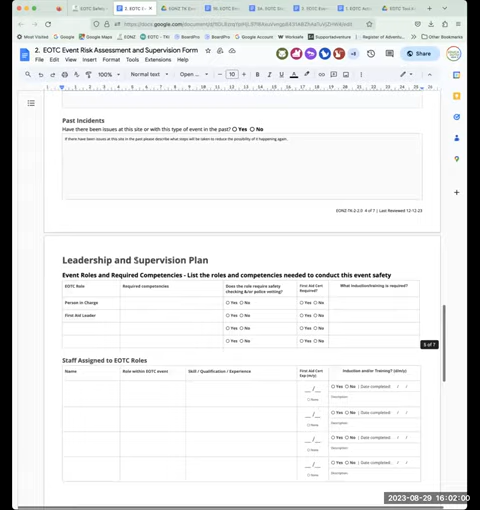 2. EOTC Event Risk Assessment and Supervision Form
File Edit View Insert Format Tools Extensions Help
Share
100% Normal text Open ... 10
Past Incidents
Have there been issues at this site or with this type of event in the past? Yes No
If there have been issues at this site in the past please describe what steps will be taken to reduce the possibility of it happening again.
Leadership and Supervision Plan
Event Roles and Required Competencies - List the roles and competencies needed to conduct this event safely
EOTC Role Required competencies Does the role require safety checking &/or police vetting? First Aid Cert Required? What induction/training is required?
Person in Charge Yes No Yes No
First Aid Leader Yes No Yes No
Yes No Yes No
Yes No Yes No
5 of 7
Staff Assigned to EOTC Roles
Name Role within EOTC event Skill / Qualification / Experience First Aid Cert Induction and/or Training?
Yes No Date completed: / /
Description:
Yes No Date completed: / /
Description:
Yes No Date completed: / /
Description:
Yes No Date completed: / /
Description:
2023-08-29 16:02:00